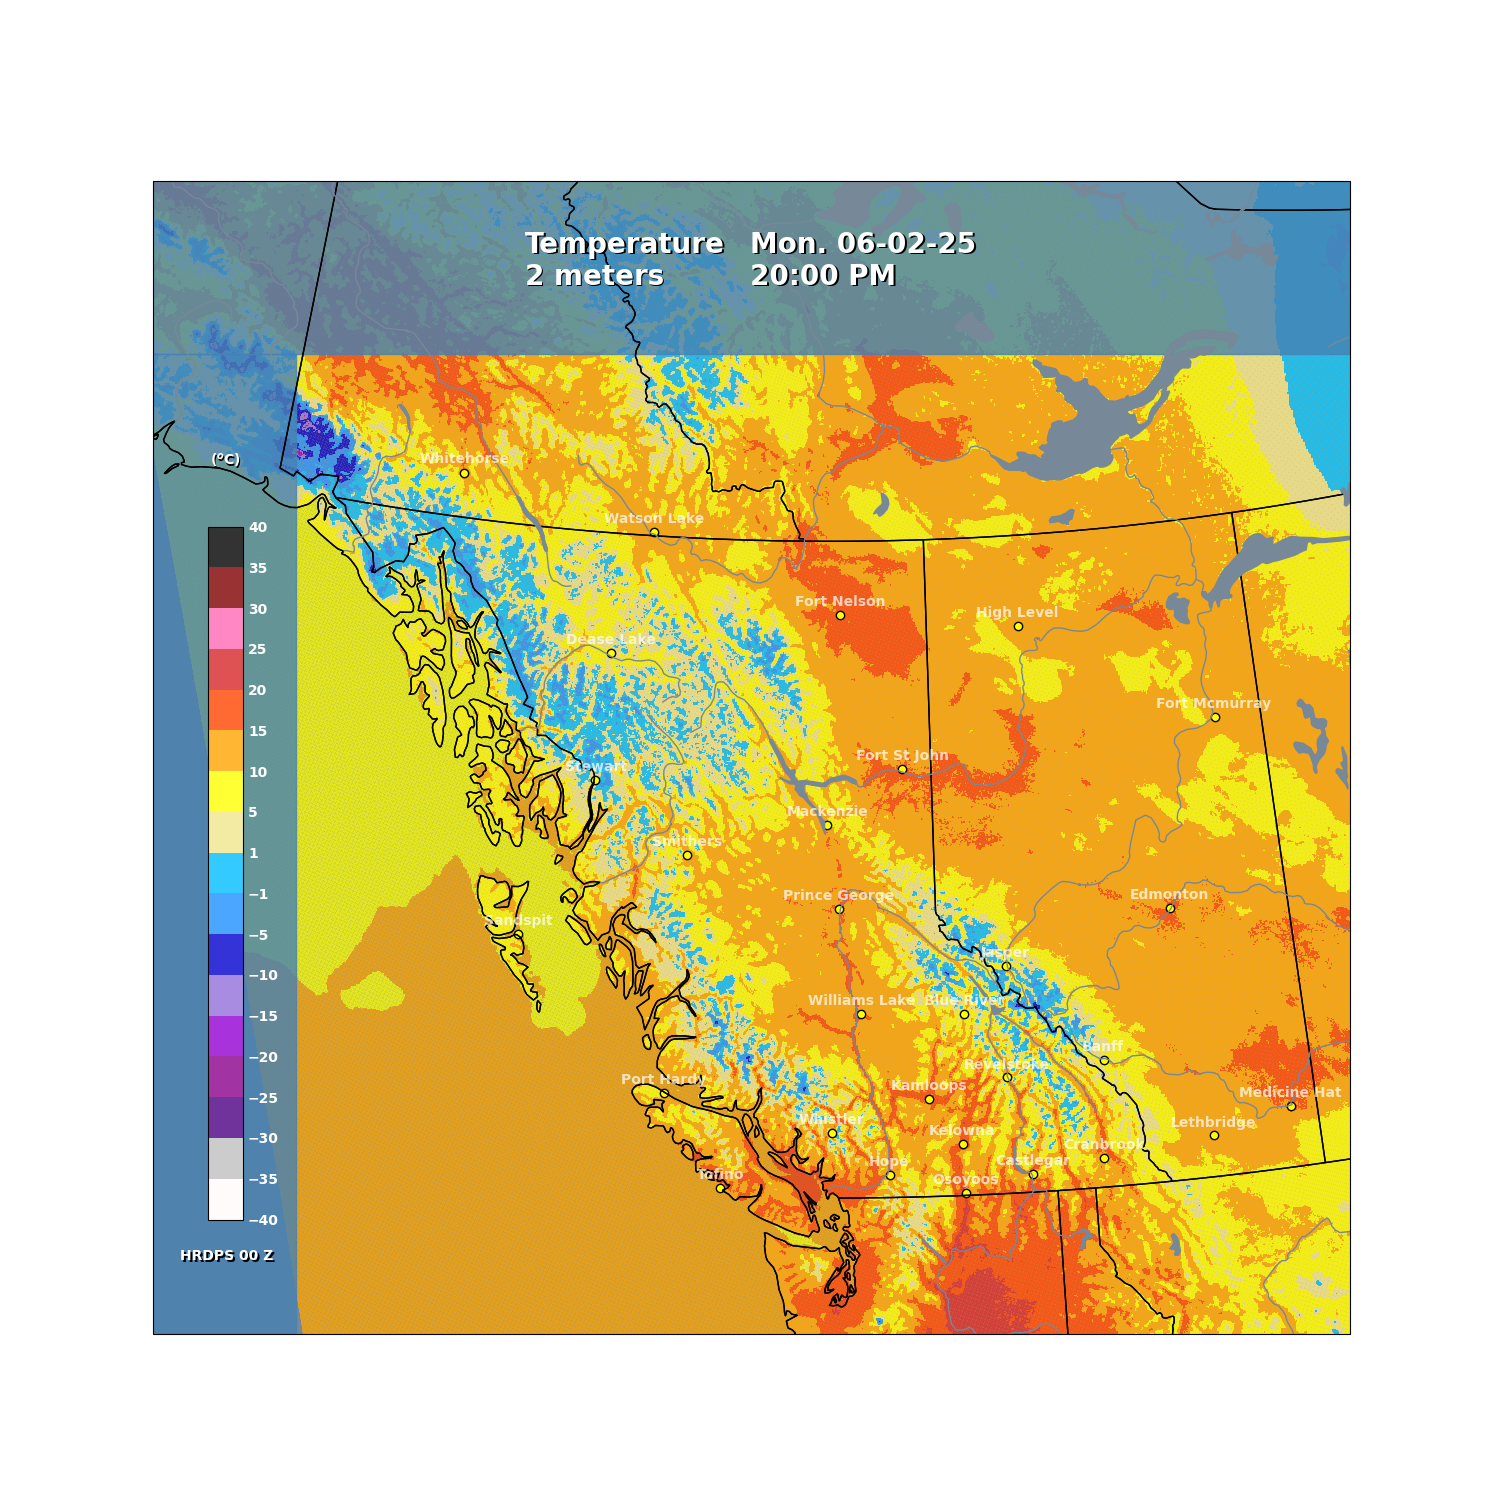 Temperature Mon. 06-02-25
2 meters 20:00 PM
Whitehorse
(°C)
Watson Lake
40
35
30
25
20
15
10
5
1
−1
−5
−10
−15
−20
−25
−30
−35
−40
HRDPS 00 Z
Fort Nelson
High Level
Dease Lake
Fort Mcmurray
Fort St John
Stewart
Mackenzie
Smithers
Prince George
Edmonton
Sandspit
Jasper
Williams Lake
Blue River
Banff
Revelstoke
Port Hardy
Kamloops
Medicine Hat
Whistler
Lethbridge
Kelowna
Cranbrook
Hope
Castlegar
Tofino
Osoyoos